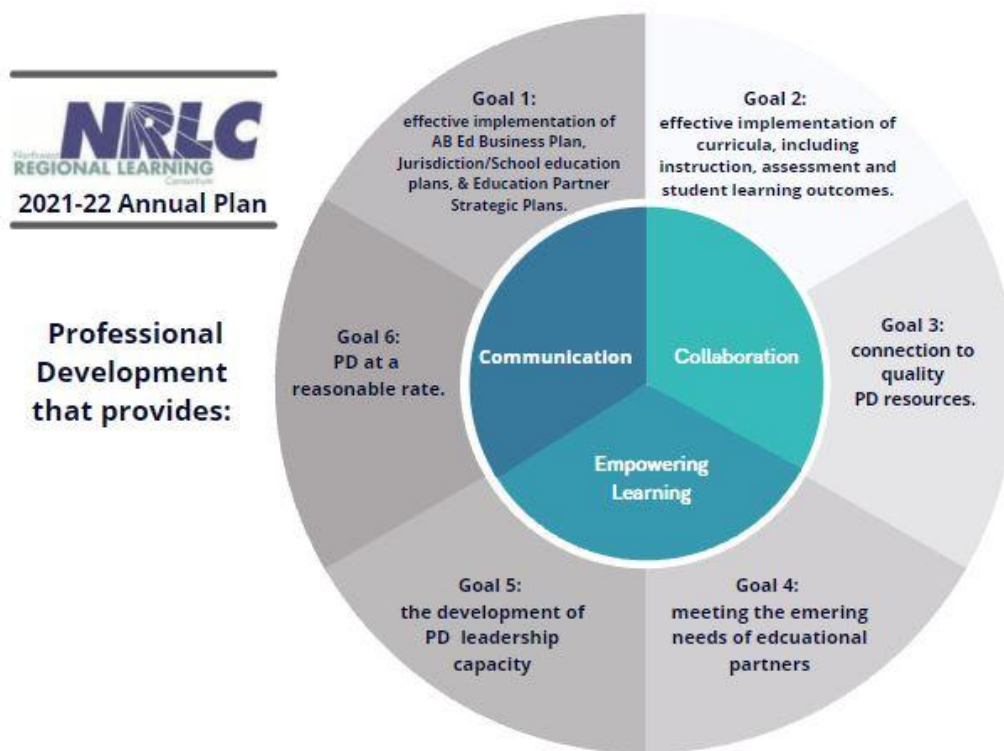 NRLC
Northwest
REGIONAL LEARNING
Consortium
2021-22 Annual Plan
Professional
Development
that provides:
Goal 1:
effective implementation of
AB Ed Business Plan,
Jurisdiction/School education
plans, & Education Partner
Strategic Plans.
Goal 2:
effective implementation of
curricula, including
instruction, assessment and
student learning outcomes.
Goal 3:
connection to
quality
PD resources.
Goal 4:
meeting the emering
needs of edcuational
partners
Goal 5:
the development of
PD leadership
capacity
Goal 6:
PD at a
reasonable rate.
Communication
Collaboration
Empowering
Learning